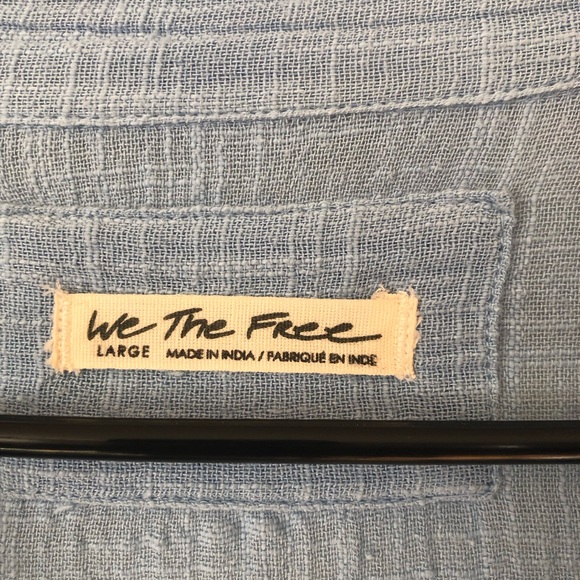 We The Free
LARGE MADE IN INDIA / FABRIQUÉ EN INDE